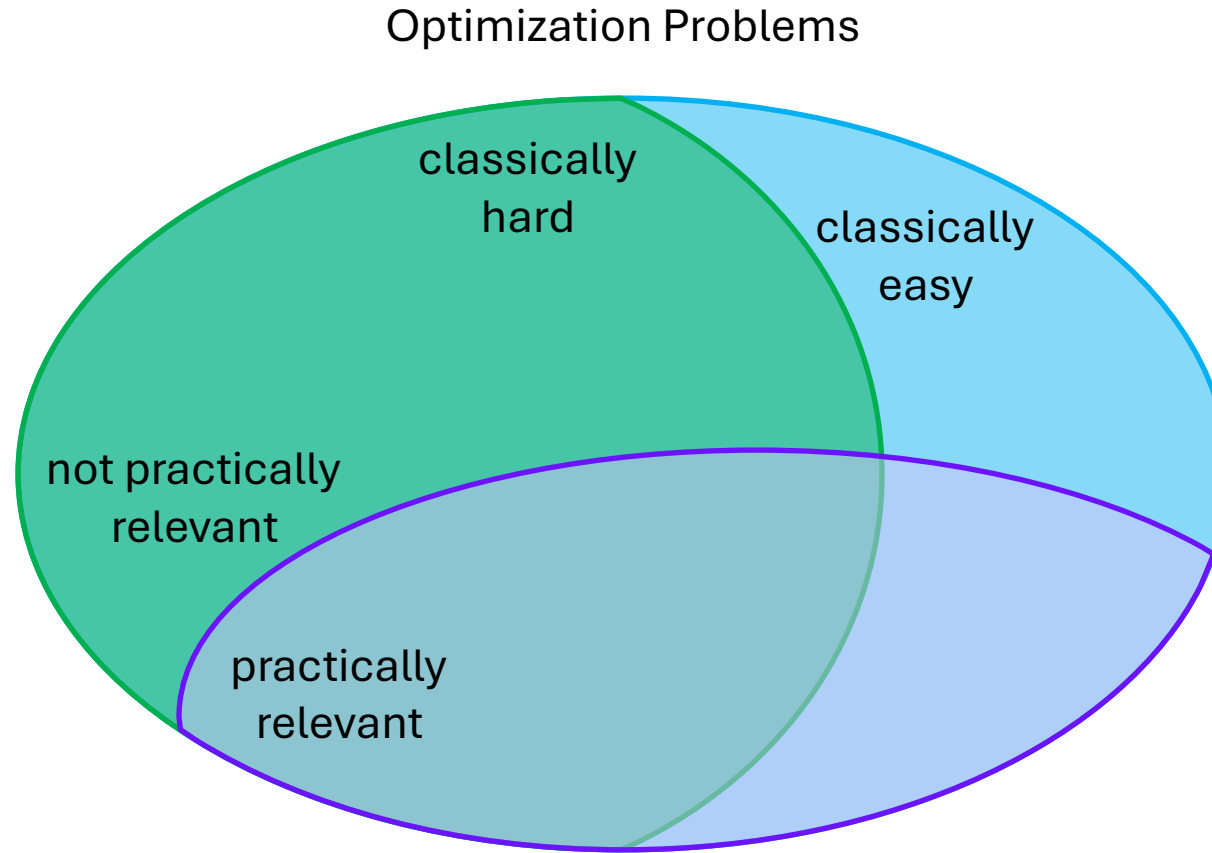 Optimization Problems
classically
hard
classically
easy
not practically
relevant
practically
relevant